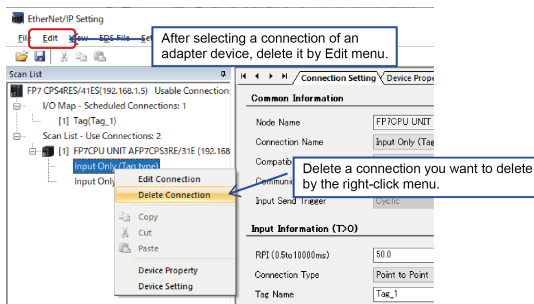 EtherNet/IP Setting
File Edit View EDS File Set
After selecting a connection of an
adapter device, delete it by Edit menu.
Scan List
FP7 CPS4RES/41ES(192.168.1.5) Usable Connection:
I/O Map - Scheduled Connections: 1
[1] Tag(Tag_1)
Scan List - Use Connections: 2
[1] FP7CPU UNIT AFP7CPS3RE/31E (192.168
Input Only (Tag type)
Input Only
Edit Connection
Delete Connection
Copy
Cut
Paste
Device Property
Device Setting
Connection Setting Device Prope
Common Information
Node Name FP7CPU UNIT
Connection Name Input Only (Tag
Compatib
Delete a connection you want to delete
by the right-click menu.
Communic
Input Send Trigger Cyclic
Input Information (T>O)
RPI (0.5to10000ms) 50.0
Connection Type Point to Point
Tag Name Tag_1